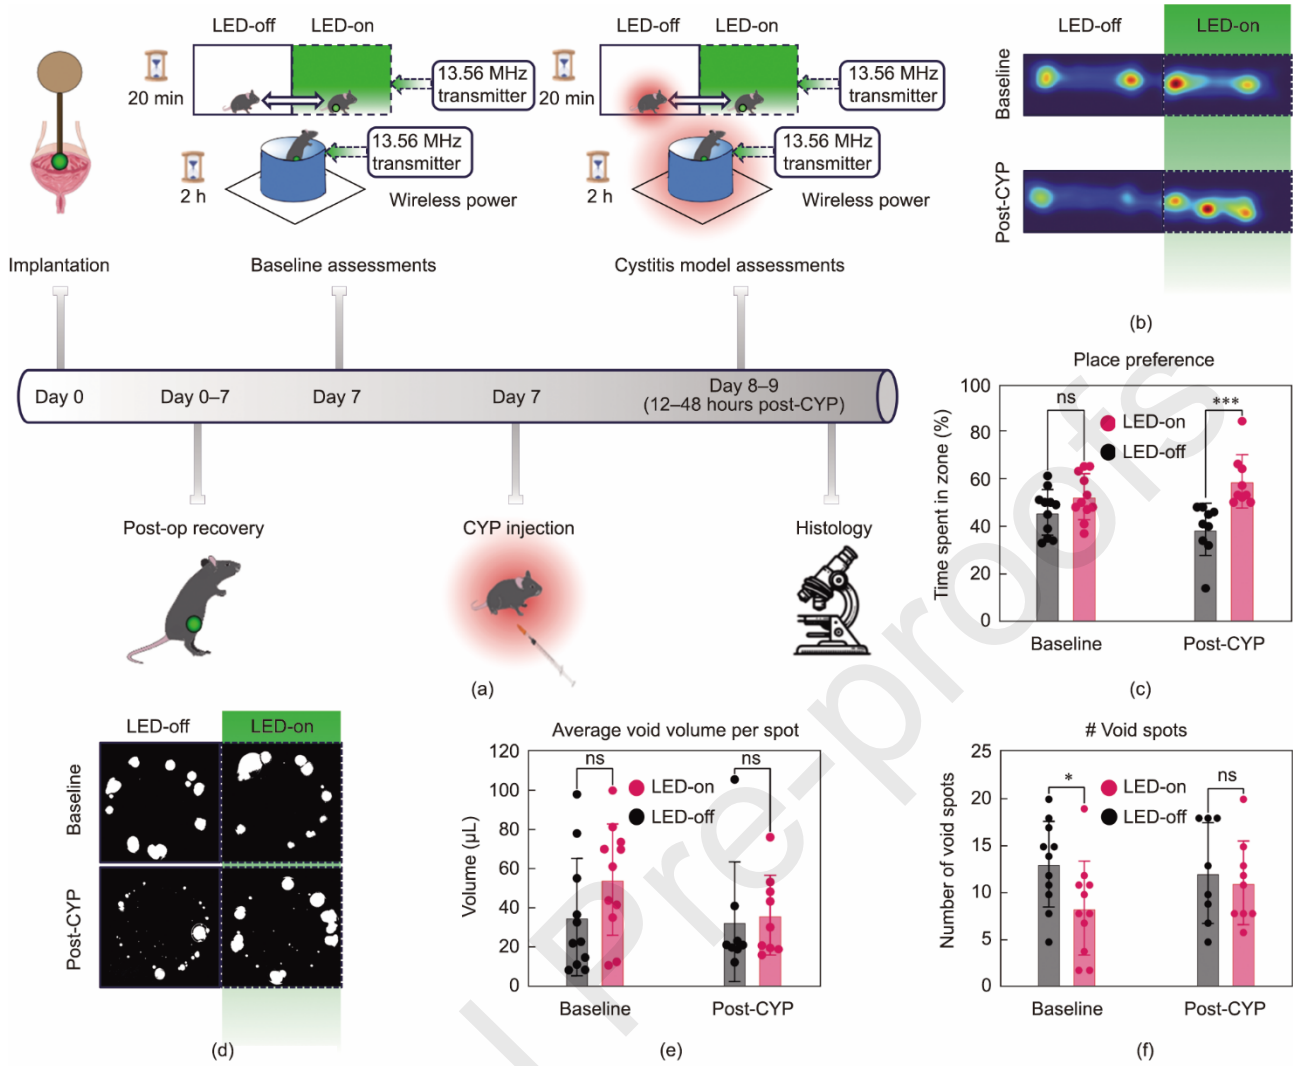 LED-off
LED-on
20 min
13.56 MHz
transmitter
2 h
13.56 MHz
transmitter
Wireless power
LED-off
LED-on
20 min
13.56 MHz
transmitter
2 h
13.56 MHz
transmitter
Wireless power
Implantation
Baseline assessments
Cystitis model assessments
Day 0
Day 0–7
Day 7
Day 7
Day 8–9
(12–48 hours post-CYP)
Post-op recovery
CYP injection
Histology
(a)
LED-off
LED-on
Baseline
Post-CYP
(b)
Place preference
Time spent in zone (%)
100
80
60
40
20
0
ns
***
LED-on
LED-off
Baseline
Post-CYP
(c)
LED-off
LED-on
Baseline
Post-CYP
(d)
Average void volume per spot
Volume (µL)
120
100
80
60
40
20
0
ns
ns
LED-on
LED-off
Baseline
Post-CYP
(e)
# Void spots
Number of void spots
25
20
15
10
5
0
*
ns
LED-on
LED-off
Baseline
Post-CYP
(f)
l Pre-proofs